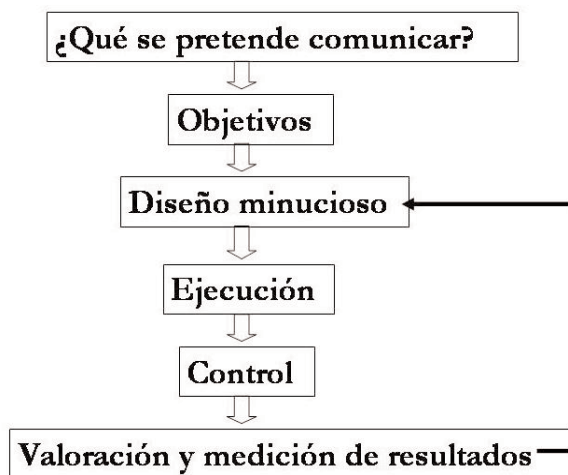 ¿Qué se pretende comunicar?
Objetivos
Diseño minucioso
Ejecución
Control
Valoración y medición de resultados